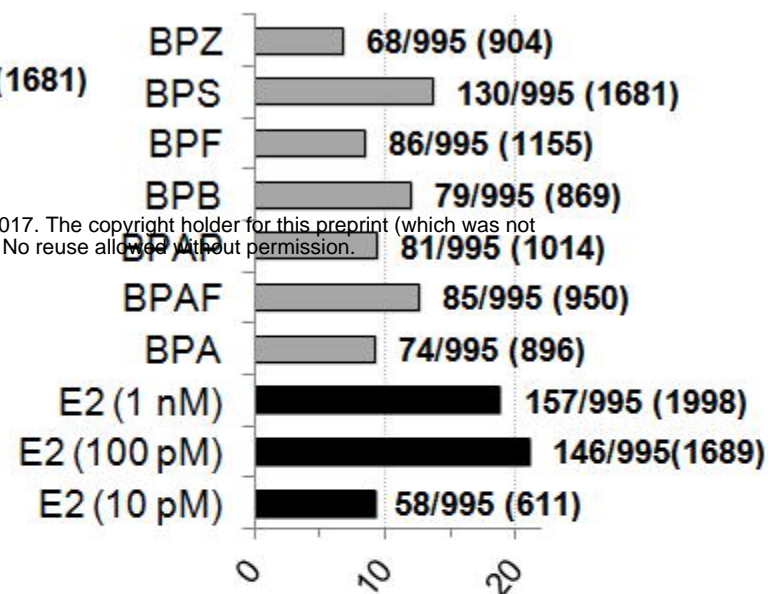 BPZ 68/995 (904)
(1681) BPS 130/995 (1681)
BPF 86/995 (1155)
BPB 79/995 (869)
017. The copyright holder for this preprint (which was not
No reuse allowed without permission.
BPAP 81/995 (1014)
BPAF 85/995 (950)
BPA 74/995 (896)
E2 (1 nM) 157/995 (1998)
E2 (100 pM) 146/995(1689)
E2 (10 pM) 58/995 (611)
0 10 20